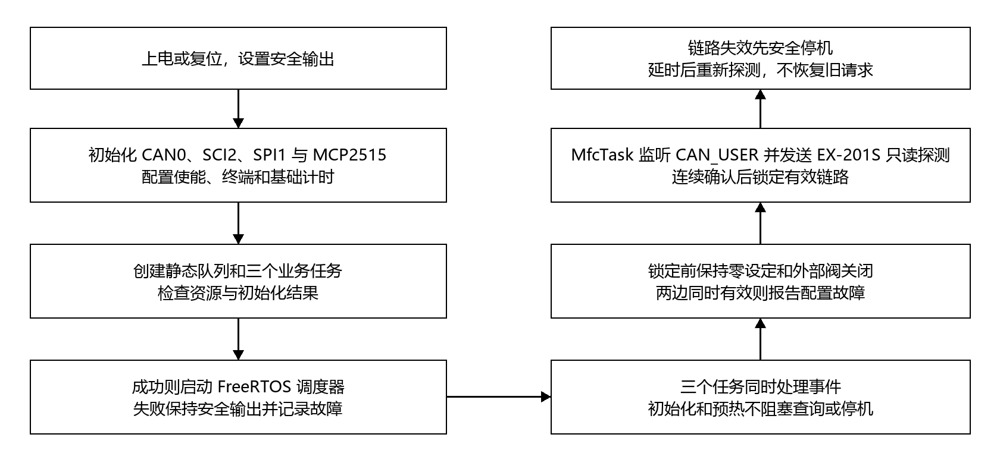 上电或复位，设置安全输出
初始化 CAN0、SCI2、SPI1 与 MCP2515
配置使能、终端和基础计时
创建静态队列和三个业务任务
检查资源与初始化结果
成功则启动 FreeRTOS 调度器
失败保持安全输出并记录故障
三个任务同时处理事件
初始化和预热不阻塞查询或停机
锁定前保持零设定和外部阀关闭
两边同时有效则报告配置故障
MfcTask 监听 CAN_USER 并发送 EX-201S 只读探测
连续确认后锁定有效链路
链路失效先安全停机
延时后重新探测，不恢复旧请求